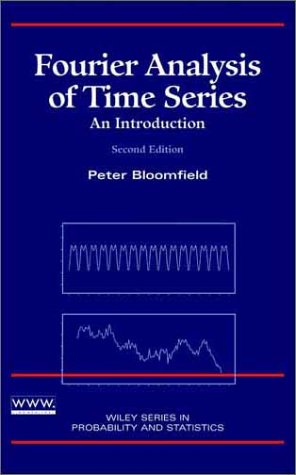 Fourier Analysis
of Time Series
An Introduction
Second Edition
Peter Bloomfield
WWW.
WILEY SERIES IN
PROBABILITY AND STATISTICS